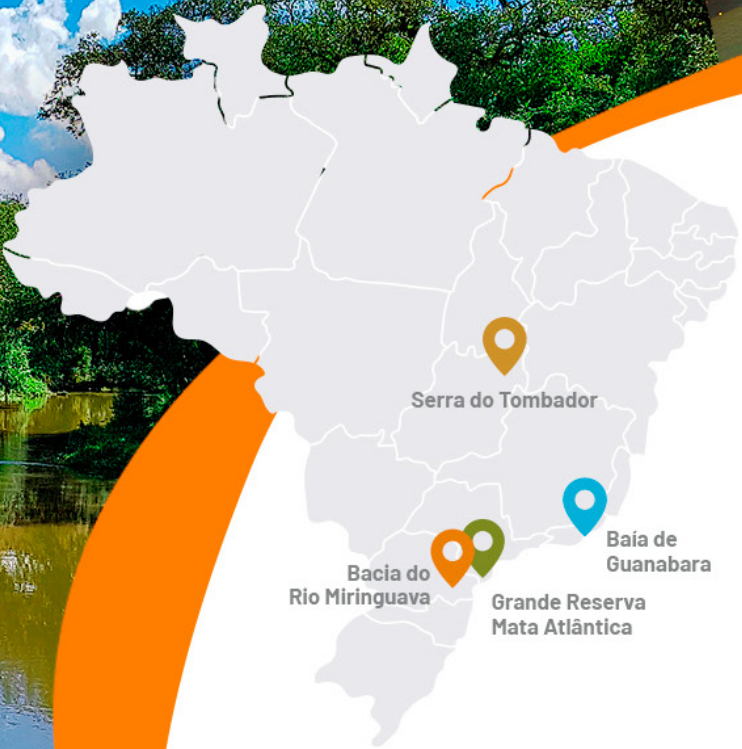 Serra do Tombador
Baía de
Guanabara
Bacia do
Rio Miringuava
Grande Reserva
Mata Atlântica